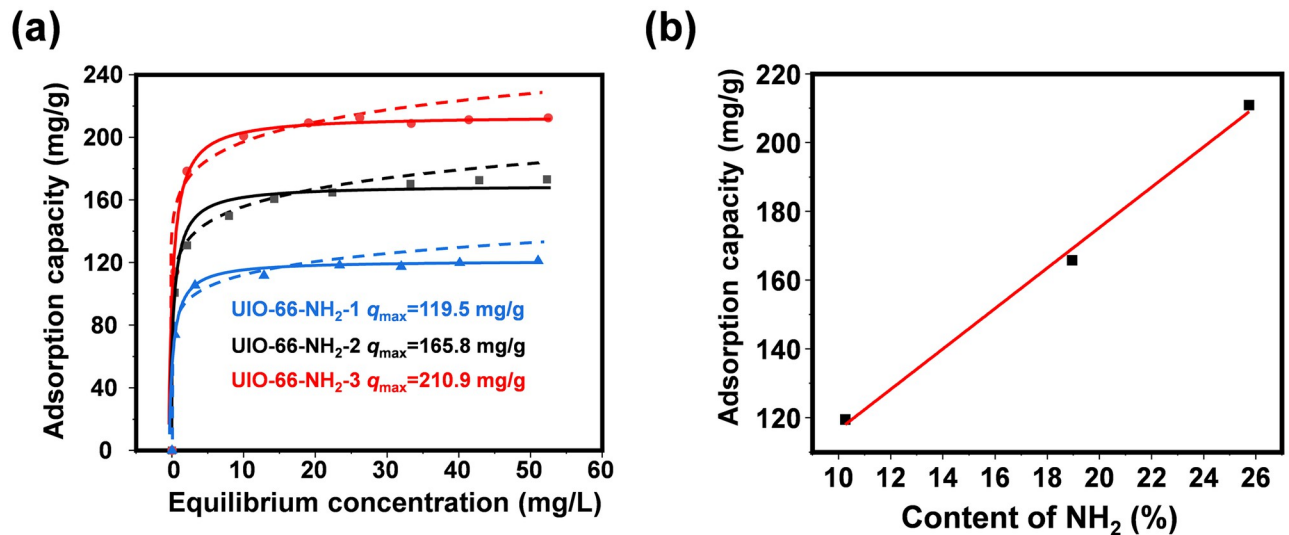 (a)
Adsorption capacity (mg/g)
240
200
160
120
80
40
0
UIO-66-NH₂-1 qmax=119.5 mg/g
UIO-66-NH₂-2 qmax=165.8 mg/g
UIO-66-NH₂-3 qmax=210.9 mg/g
0 10 20 30 40 50 60
Equilibrium concentration (mg/L)
(b)
Adsorption capacity (mg/g)
220
200
180
160
140
120
10 12 14 16 18 20 22 24 26
Content of NH₂ (%)